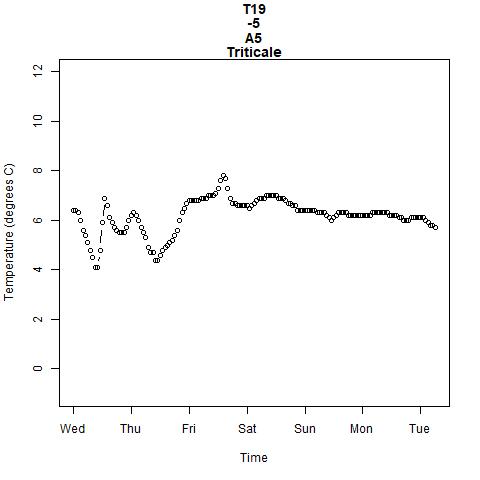 T19
-5
A5
Triticale
Temperature (degrees C)
12
10
8
6
4
2
0
Wed Thu Fri Sat Sun Mon Tue
Time